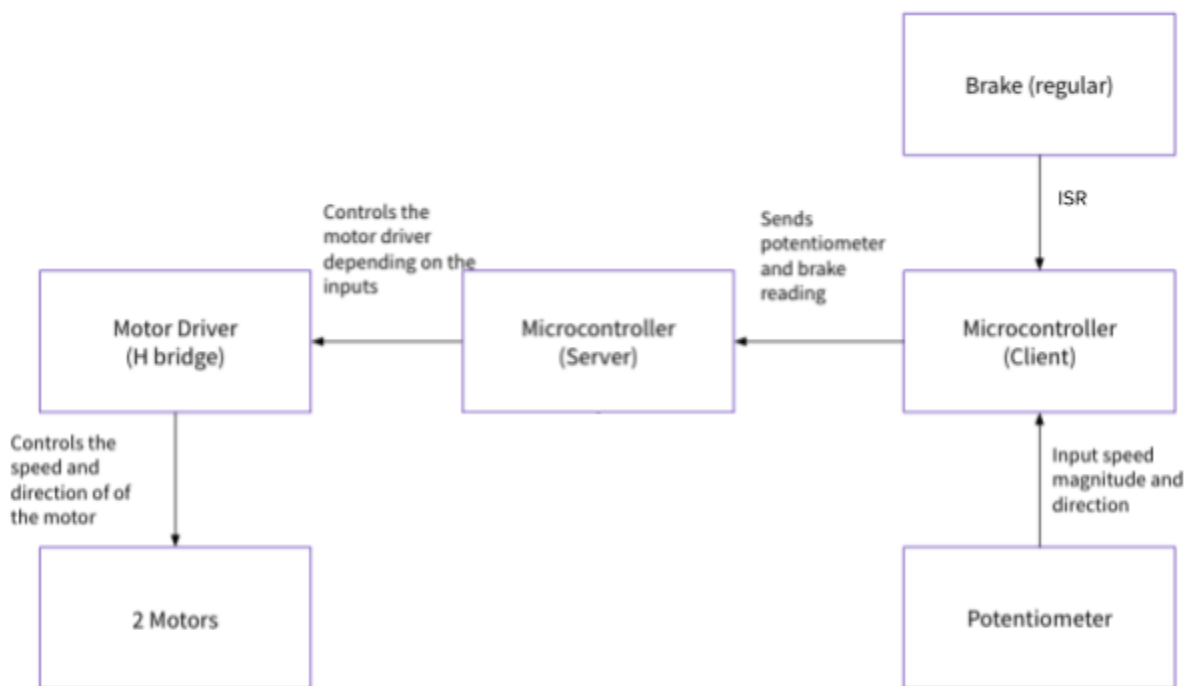 Brake (regular)
ISR
Controls the
motor driver
depending on the
inputs
Sends
potentiometer
and brake
reading
Motor Driver
(H bridge)
Microcontroller
(Server)
Microcontroller
(Client)
Controls the
speed and
direction of of
the motor
Input speed
magnitude and
direction
2 Motors
Potentiometer